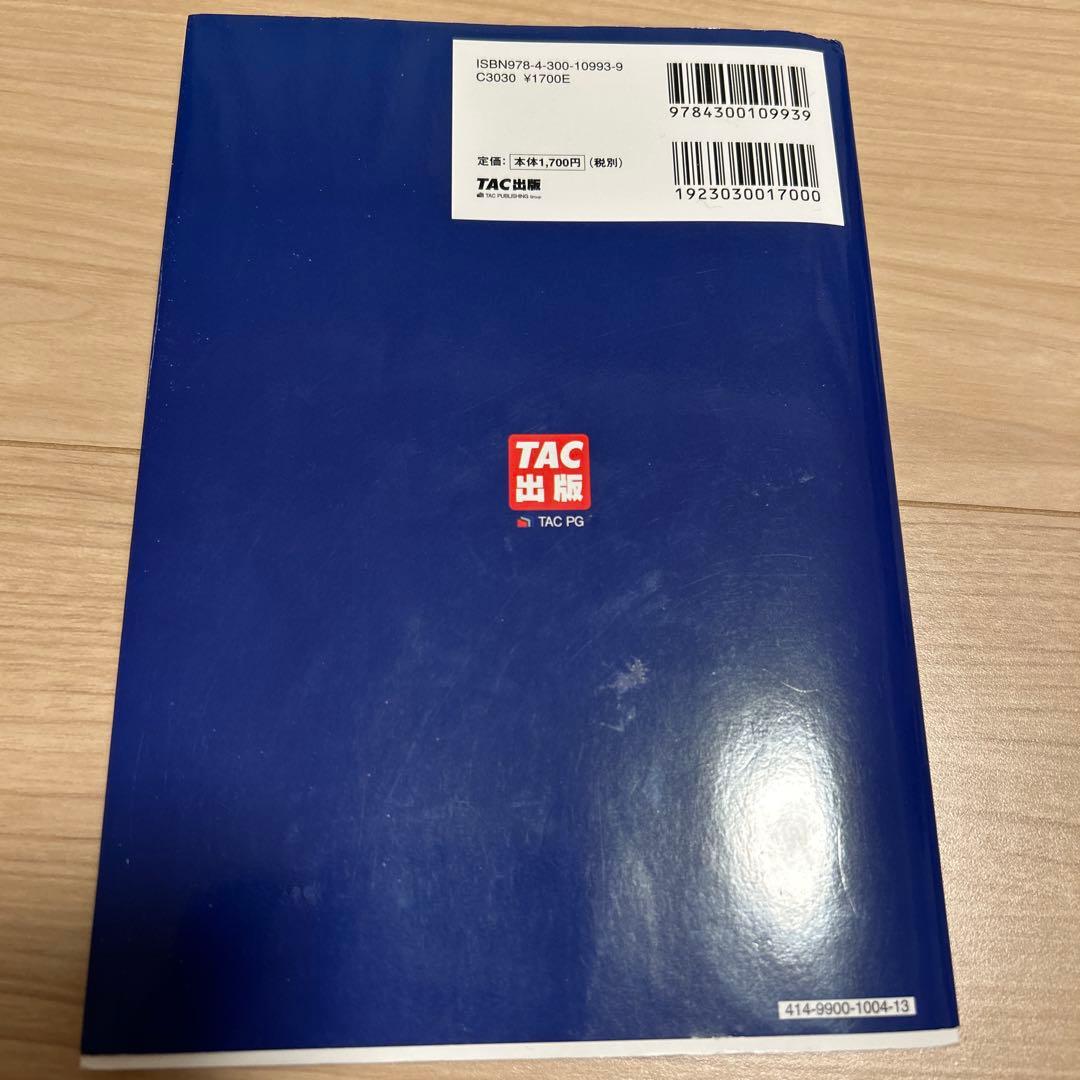 ISBN978-4-300-10993-9
C3030 ¥1700E
9784300109939
定価： 本体1,700円 （税別）
TAC出版
TAC PUBLISHING Group
1923030017000
TAC
出版
TAC PG
414-9900-1004-13